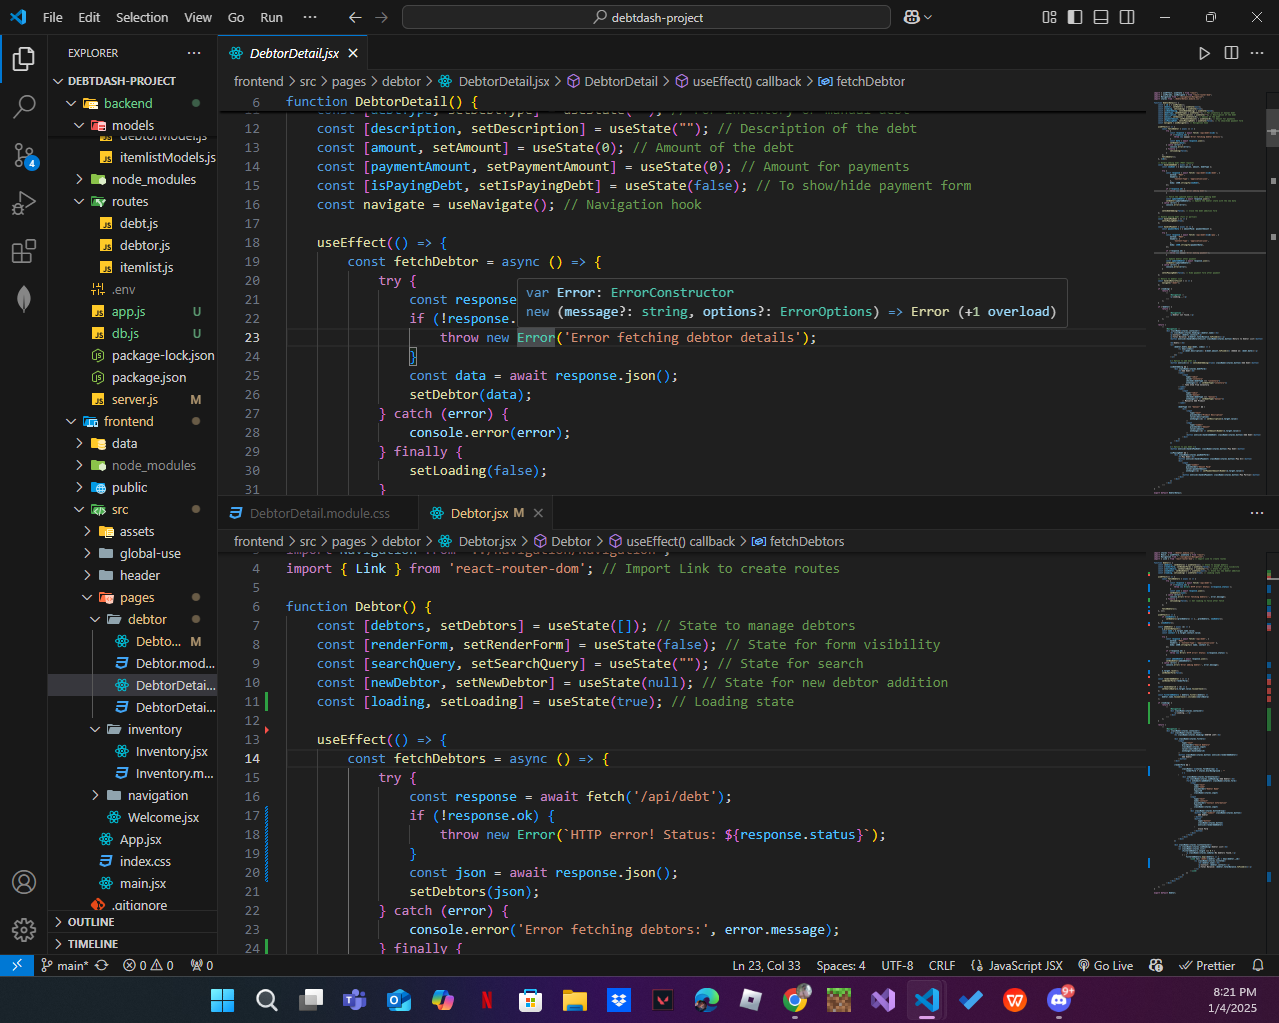 File Edit Selection View Go Run ··· debtdash-project
EXPLORER
DEBTDASH-PROJECT
backend
models
debtorModel.js
itemlistModels.js
node_modules
routes
debt.js
debtor.js
itemlist.js
.env
app.js U
db.js U
package-lock.json
package.json
server.js M
frontend
data
node_modules
public
src
assets
global-use
header
pages
debtor
Debto... M
Debtor.mod...
DebtorDetai...
DebtorDetai...
inventory
Inventory.jsx
Inventory.m...
navigation
Welcome.jsx
App.jsx
index.css
main.jsx
.gitignore
OUTLINE
TIMELINE
4
DebtorDetail.jsx
frontend > src > pages > debtor > DebtorDetail.jsx > DebtorDetail > useEffect() callback > fetchDebtor
6 function DebtorDetail() {
12 const [description, setDescription] = useState(""); // Description of the debt
13 const [amount, setAmount] = useState(0); // Amount of the debt
14 const [paymentAmount, setPaymentAmount] = useState(0); // Amount for payments
15 const [isPayingDebt, setIsPayingDebt] = useState(false); // To show/hide payment form
16 const navigate = useNavigate(); // Navigation hook
17
18 useEffect(() => {
19 const fetchDebtor = async () => {
20 try {
21 const response
22 if (!response.
var Error: ErrorConstructor
new (message?: string, options?: ErrorOptions) => Error (+1 overload)
23 throw new Error('Error fetching debtor details');
24 }
25 const data = await response.json();
26 setDebtor(data);
27 } catch (error) {
28 console.error(error);
29 } finally {
30 setLoading(false);
31 }
DebtorDetail.module.css Debtor.jsx M
frontend > src > pages > debtor > Debtor.jsx > Debtor > useEffect() callback > fetchDebtors
3 import Navigation from '../navigation/Navigation';
4 import { Link } from 'react-router-dom'; // Import Link to create routes
5
6 function Debtor() {
7 const [debtors, setDebtors] = useState([]); // State to manage debtors
8 const [renderForm, setRenderForm] = useState(false); // State for form visibility
9 const [searchQuery, setSearchQuery] = useState(""); // State for search
10 const [newDebtor, setNewDebtor] = useState(null); // State for new debtor addition
11 const [loading, setLoading] = useState(true); // Loading state
12
13 useEffect(() => {
14 const fetchDebtors = async () => {
15 try {
16 const response = await fetch('/api/debt');
17 if (!response.ok) {
18 throw new Error(`HTTP error! Status: ${response.status}`);
19 }
20 const json = await response.json();
21 setDebtors(json);
22 } catch (error) {
23 console.error('Error fetching debtors:', error.message);
24 } finally {
main* 0 0 0 Ln 23, Col 33 Spaces: 4 UTF-8 CRLF JavaScript JSX Go Live Prettier
9+
8:21 PM
1/4/2025